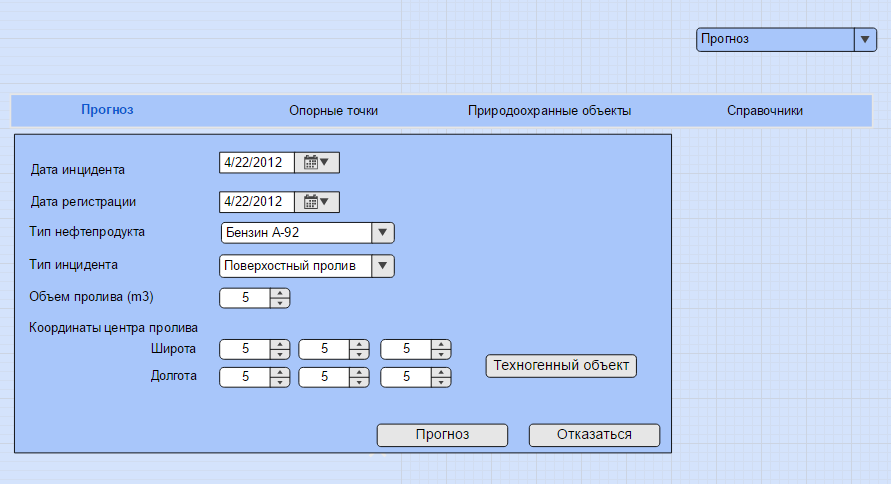 Прогноз
Прогноз Опорные точки Природоохранные объекты Справочники
Дата инцидента 4/22/2012
Дата регистрации 4/22/2012
Тип нефтепродукта Бензин А-92
Тип инцидента Поверхостный пролив
Объем пролива (m3) 5
Координаты центра пролива
Широта 5 5 5
Долгота 5 5 5
Техногенный объект
Прогноз Отказаться